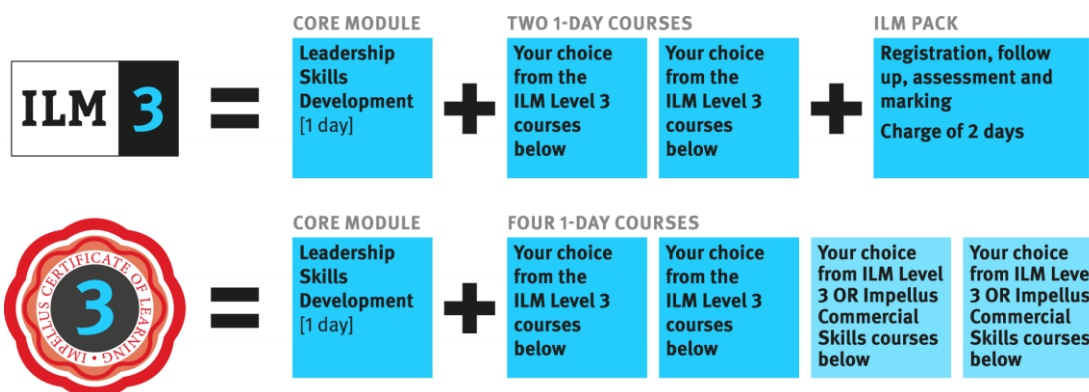 CORE MODULE
TWO 1-DAY COURSES
ILM PACK
ILM 3
=
Leadership
Skills
Development
[1 day]
+
Your choice
from the
ILM Level 3
courses
below
Your choice
from the
ILM Level 3
courses
below
+
Registration, follow
up, assessment and
marking
Charge of 2 days
CORE MODULE
FOUR 1-DAY COURSES
IMPELLUS CERTIFICATE OF LEARNING •
3
=
Leadership
Skills
Development
[1 day]
+
Your choice
from the
ILM Level 3
courses
below
Your choice
from the
ILM Level 3
courses
below
Your choice
from ILM Level
3 OR Impellus
Commercial
Skills courses
below
Your choice
from ILM Leve
3 OR Impellus
Commercial
Skills courses
below